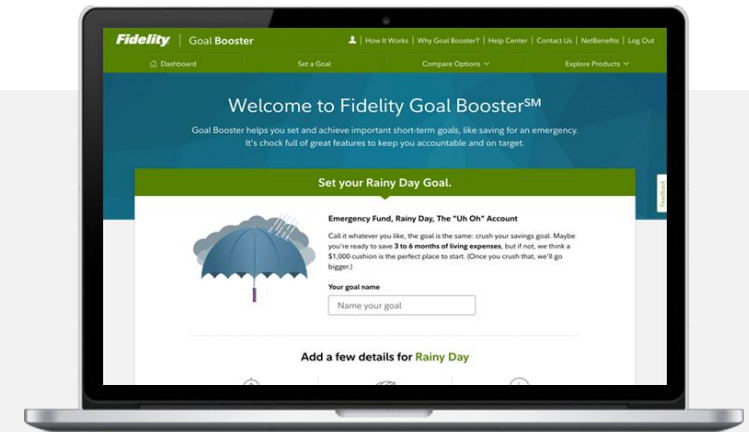 Fidelity | Goal Booster
How It Works | Why Goal Booster? | Help Center | Contact Us | NetBenefits | Log Out
Dashboard Set a Goal Compare Options Explore Products
Welcome to Fidelity Goal Booster℠
Goal Booster helps you set and achieve important short-term goals, like saving for an emergency.
It's chock full of great features to keep you accountable and on target.
Feedback
Set your Rainy Day Goal.
Emergency Fund, Rainy Day, The "Uh Oh" Account
Call it whatever you like, the goal is the same: crush your savings goal. Maybe
you're ready to save 3 to 6 months of living expenses, but if not, we think a
$1,000 cushion is the perfect place to start. (Once you crush that, we'll go
bigger.)
Your goal name
Name your goal
Add a few details for Rainy Day